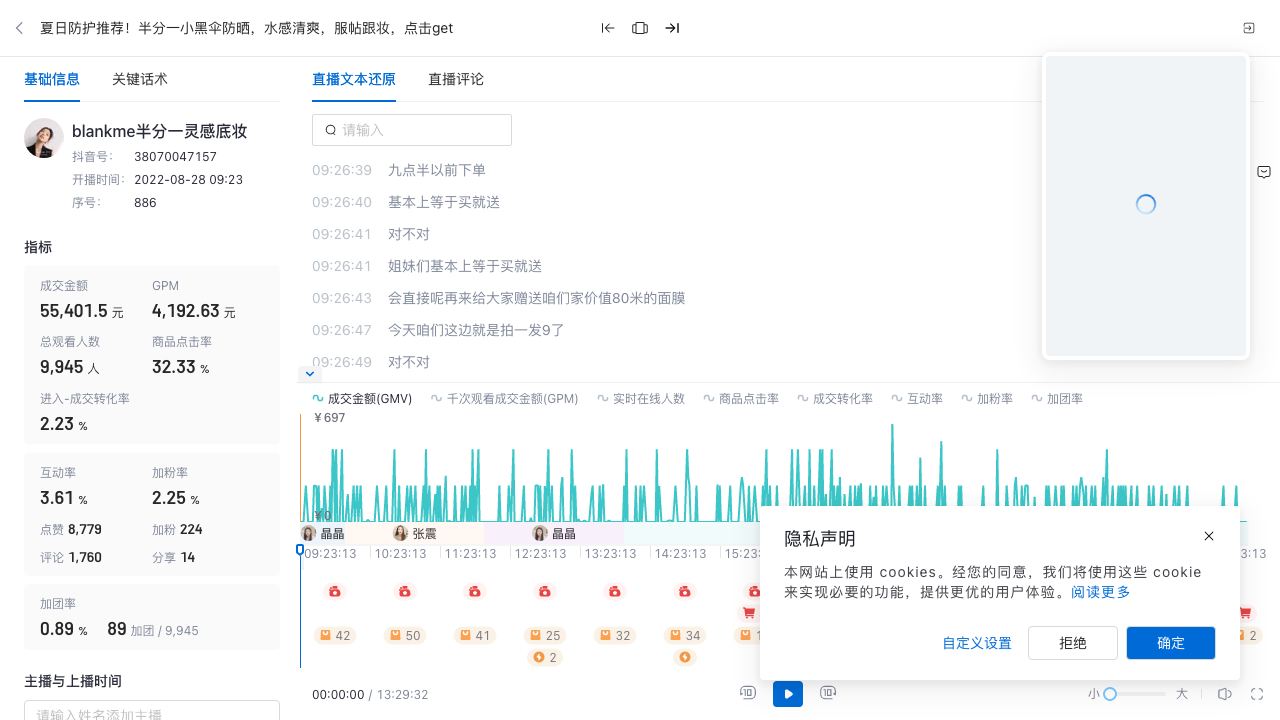 夏日防护推荐！半分一小黑伞防晒，水感清爽，服帖跟妆，点击get
基础信息
关键话术
blankme半分一灵感底妆
抖音号：
38070047157
开播时间：
2022-08-28 09:23
序号：
886
指标
成交金额
GPM
55,401.5 元
4,192.63 元
总观看人数
商品点击率
9,945 人
32.33 %
进入-成交转化率
2.23 %
互动率
加粉率
3.61 %
2.25 %
点赞 8,779
加粉 224
评论 1,760
分享 14
加团率
0.89 %
89 加团 / 9,945
主播与上播时间
请输入姓名添加主播
直播文本还原
直播评论
请输入
09:26:39 九点半以前下单
09:26:40 基本上等于买就送
09:26:41 对不对
09:26:41 姐妹们基本上等于买就送
09:26:43 会直接呢再来给大家赠送咱们家价值80米的面膜
09:26:47 今天咱们这边就是拍一发9了
09:26:49 对不对
成交金额(GMV)
千次观看成交金额(GPM)
实时在线人数
商品点击率
成交转化率
互动率
加粉率
加团率
¥697
¥0
晶晶
张震
晶晶
09:23:13
10:23:13
11:23:13
12:23:13
13:23:13
14:23:13
15:23
3:13
42
50
41
25
32
34
1
2
2
00:00:00 / 13:29:32
10
10
小
大
隐私声明
本网站上使用 cookies。经您的同意，我们将使用这些 cookie
来实现必要的功能，提供更优的用户体验。阅读更多
自定义设置
拒绝
确定